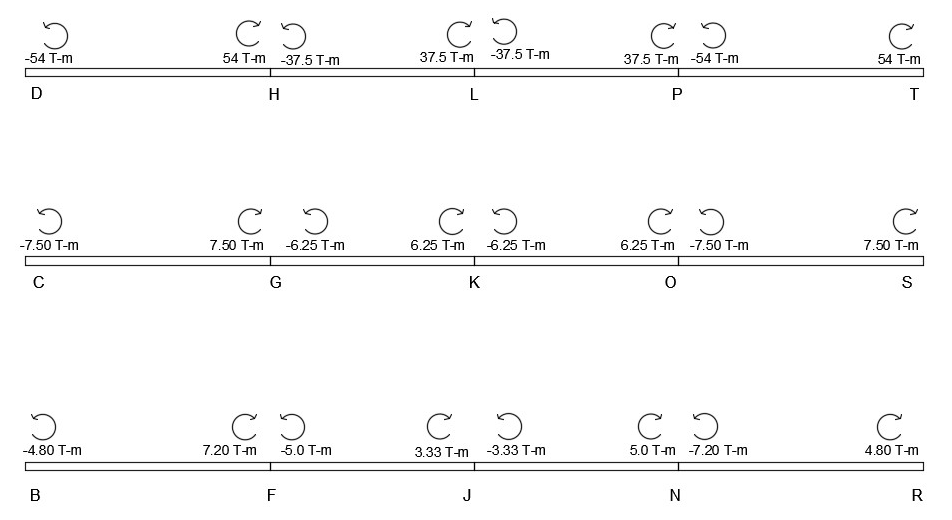 -54 T-m 54 T-m -37.5 T-m 37.5 T-m -37.5 T-m 37.5 T-m -54 T-m 54 T-m
D H L P T
-7.50 T-m 7.50 T-m -6.25 T-m 6.25 T-m -6.25 T-m 6.25 T-m -7.50 T-m 7.50 T-m
C G K O S
-4.80 T-m 7.20 T-m -5.0 T-m 3.33 T-m -3.33 T-m 5.0 T-m -7.20 T-m 4.80 T-m
B F J N R